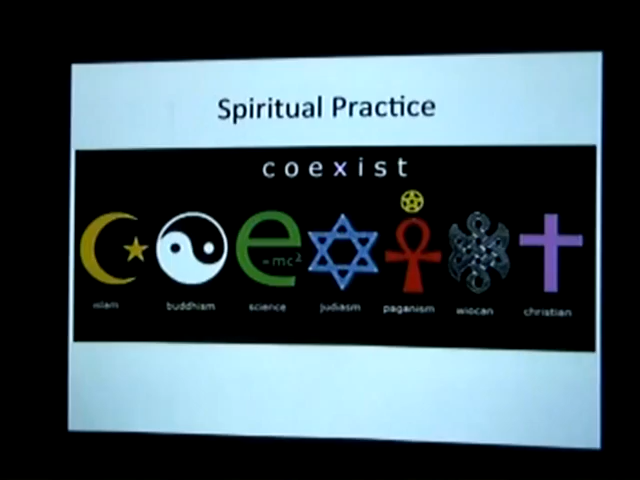 Spiritual Practice
coexist
=mc²
islam buddhism science judiasm paganism wiccan christian